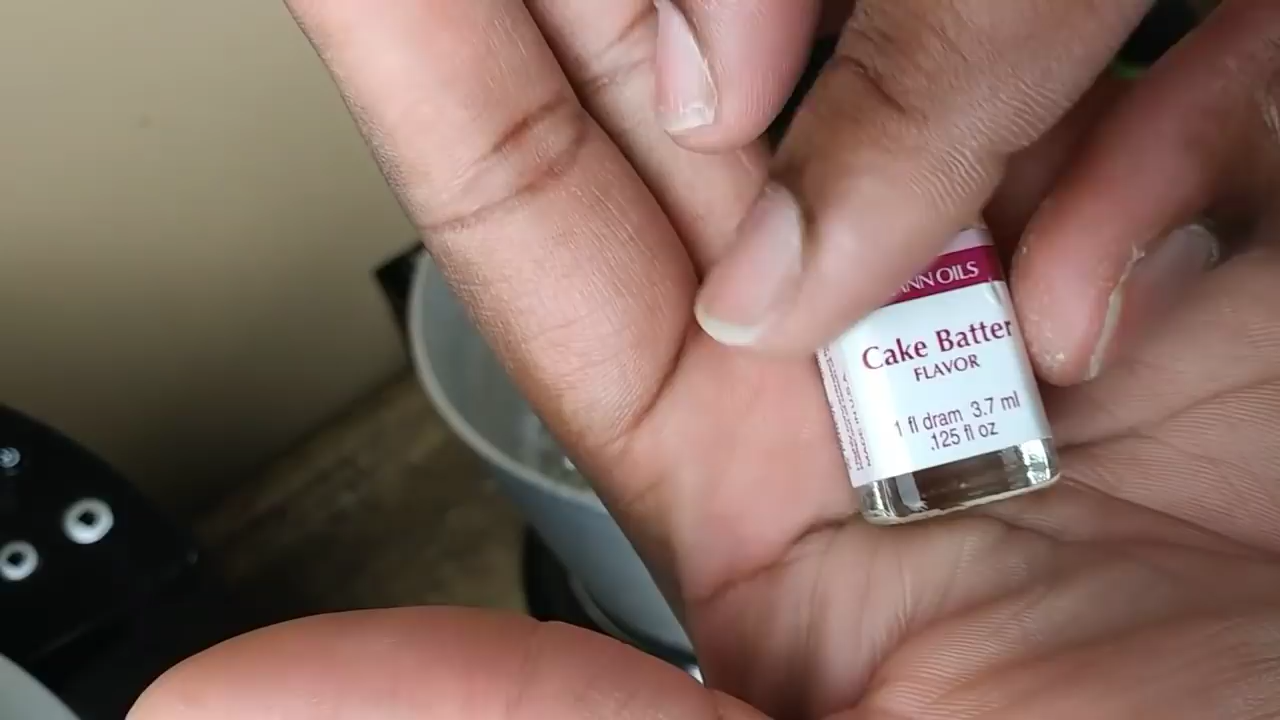 ANN OILS
Cake Batter
FLAVOR
1 fl dram 3.7 ml
.125 fl oz